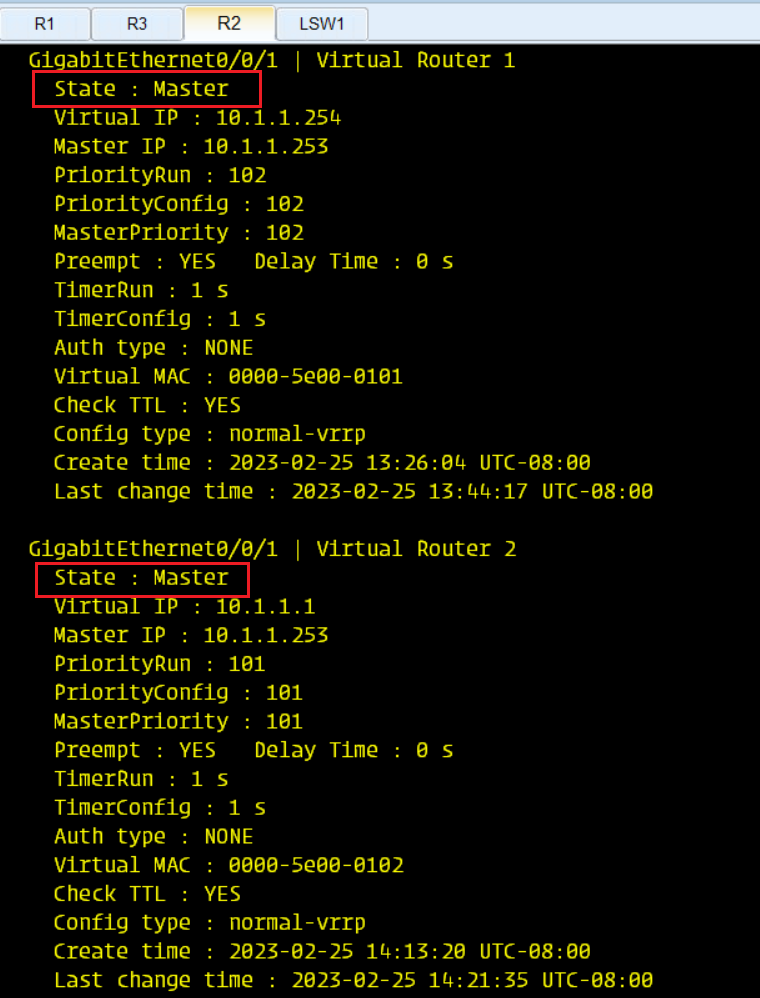 R1 R3 R2 LSW1
GigabitEthernet0/0/1 | Virtual Router 1
State : Master
Virtual IP : 10.1.1.254
Master IP : 10.1.1.253
PriorityRun : 102
PriorityConfig : 102
MasterPriority : 102
Preempt : YES Delay Time : 0 s
TimerRun : 1 s
TimerConfig : 1 s
Auth type : NONE
Virtual MAC : 0000-5e00-0101
Check TTL : YES
Config type : normal-vrrp
Create time : 2023-02-25 13:26:04 UTC-08:00
Last change time : 2023-02-25 13:44:17 UTC-08:00
GigabitEthernet0/0/1 | Virtual Router 2
State : Master
Virtual IP : 10.1.1.1
Master IP : 10.1.1.253
PriorityRun : 101
PriorityConfig : 101
MasterPriority : 101
Preempt : YES Delay Time : 0 s
TimerRun : 1 s
TimerConfig : 1 s
Auth type : NONE
Virtual MAC : 0000-5e00-0102
Check TTL : YES
Config type : normal-vrrp
Create time : 2023-02-25 14:13:20 UTC-08:00
Last change time : 2023-02-25 14:21:35 UTC-08:00